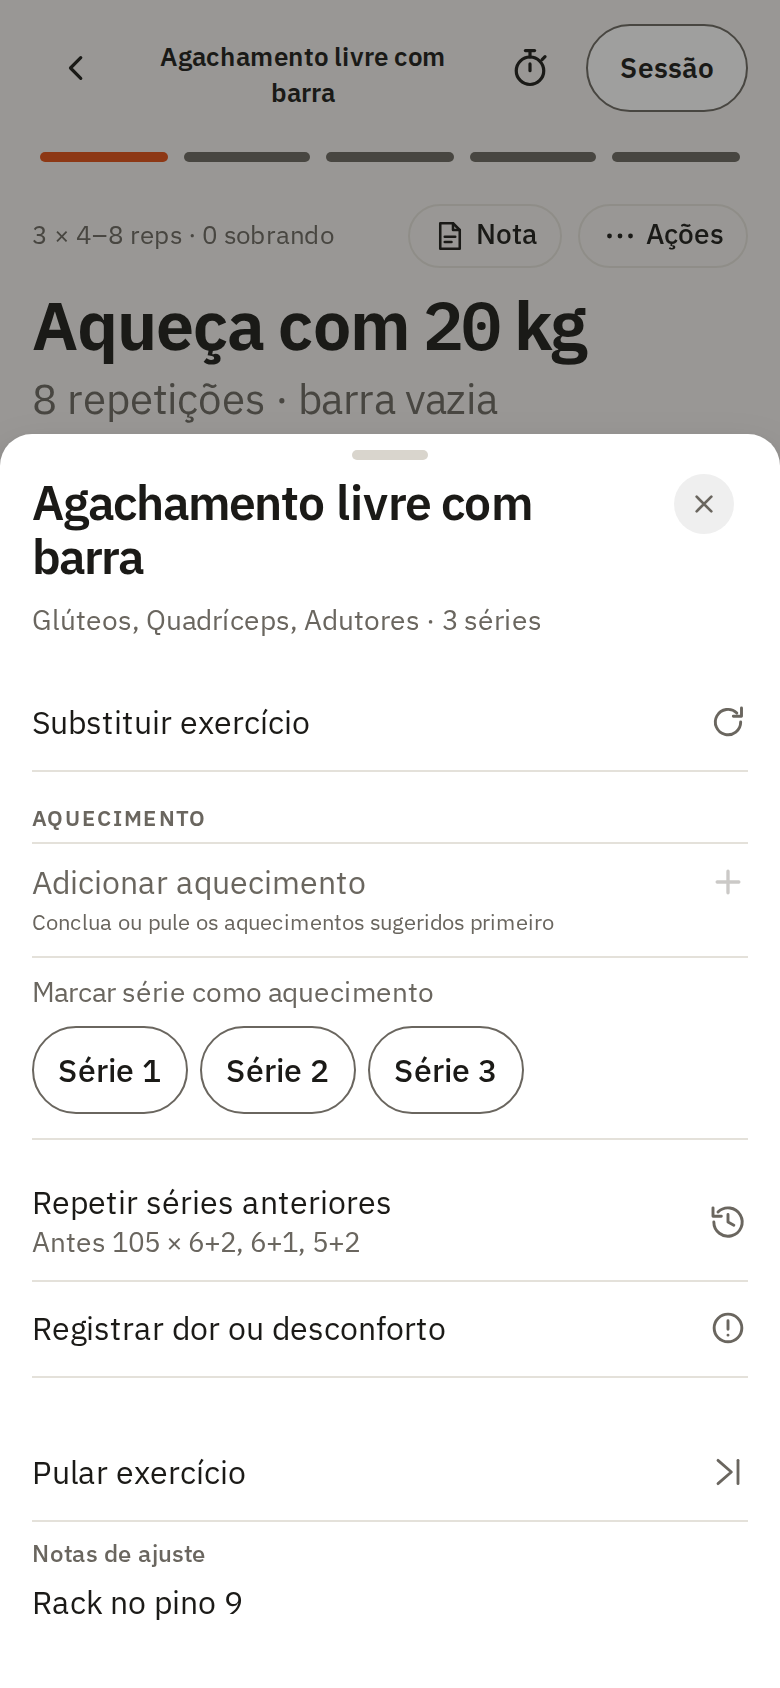 Agachamento livre com
barra
Sessão
3 × 4–8 reps · 0 sobrando
Nota
Ações
Aqueça com 20 kg
8 repetições · barra vazia
Agachamento livre com
barra
Glúteos, Quadríceps, Adutores · 3 séries
Substituir exercício
AQUECIMENTO
Adicionar aquecimento
Conclua ou pule os aquecimentos sugeridos primeiro
Marcar série como aquecimento
Série 1
Série 2
Série 3
Repetir séries anteriores
Antes 105 × 6+2, 6+1, 5+2
Registrar dor ou desconforto
Pular exercício
Notas de ajuste
Rack no pino 9